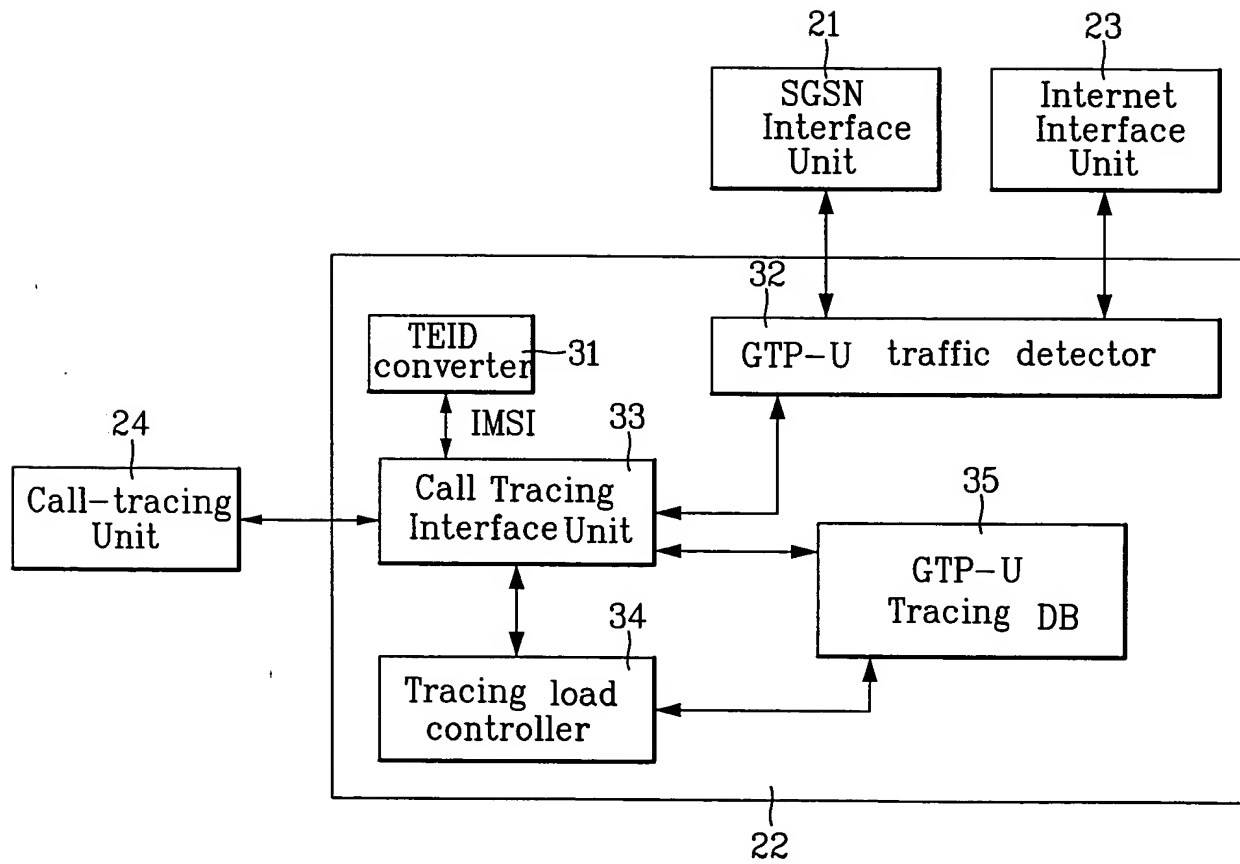 21
23
SGSN
Interface
Unit
Internet
Interface
Unit
32
TEID
converter
31
GTP-U traffic detector
IMSI
33
24
Call-tracing
Unit
Call Tracing
Interface Unit
35
GTP-U
Tracing DB
34
Tracing load
controller
22